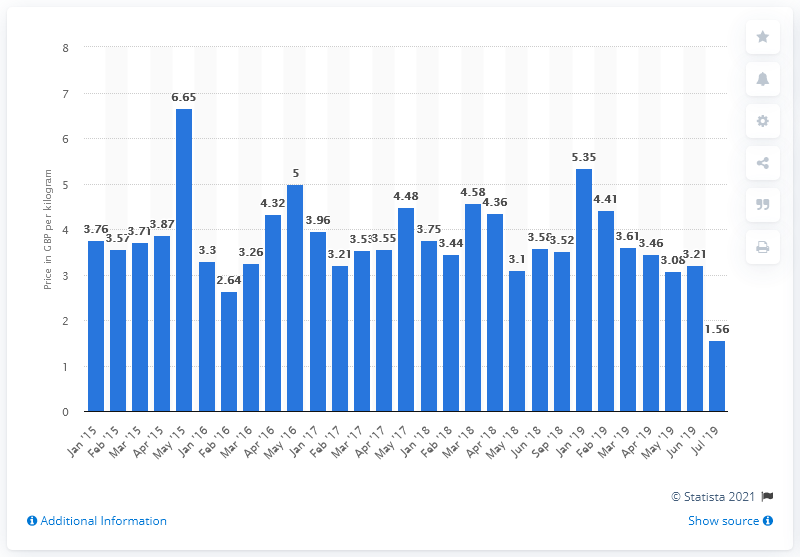 8
7
6
5
4
3
2
1
0
Price in GBP per kilogram
3.76
3.57
3.71
3.87
6.65
3.3
2.64
3.26
4.32
5
3.96
3.21
3.53
3.55
4.48
3.75
3.44
4.58
4.36
3.1
3.58
3.52
5.35
4.41
3.61
3.46
3.08
3.21
1.56
Jan '15
Feb '15
Mar '15
Apr '15
May '15
Jan '16
Feb '16
Mar '16
Apr '16
May '16
Jan '17
Feb '17
Mar '17
Apr '17
May '17
Jan '18
Feb '18
Mar '18
Apr '18
May '18
Jun '18
Sep '18
Jan '19
Feb '19
Mar '19
Apr '19
May '19
Jun '19
Jul '19
© Statista 2021
Additional Information
Show source